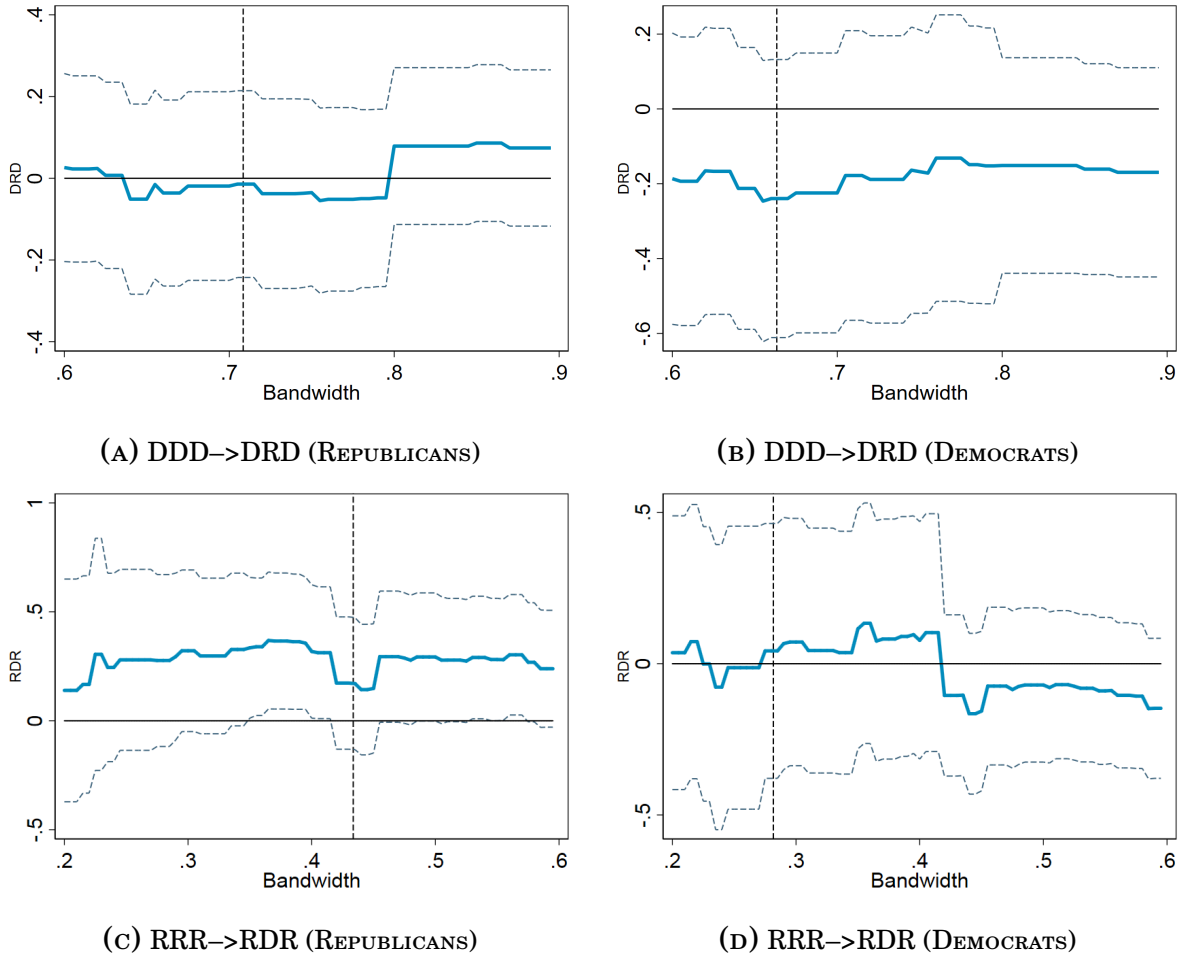 .4
.2
0
-.2
-.4
DRD
.6 .7 .8 .9
Bandwidth
(A) DDD–>DRD (Republicans)
.2
0
-.2
-.4
-.6
DRD
.6 .7 .8 .9
Bandwidth
(B) DDD–>DRD (Democrats)
1
.5
0
-.5
RDR
.2 .3 .4 .5 .6
Bandwidth
(C) RRR–>RDR (Republicans)
.5
0
-.5
RDR
.2 .3 .4 .5 .6
Bandwidth
(D) RRR–>RDR (Democrats)